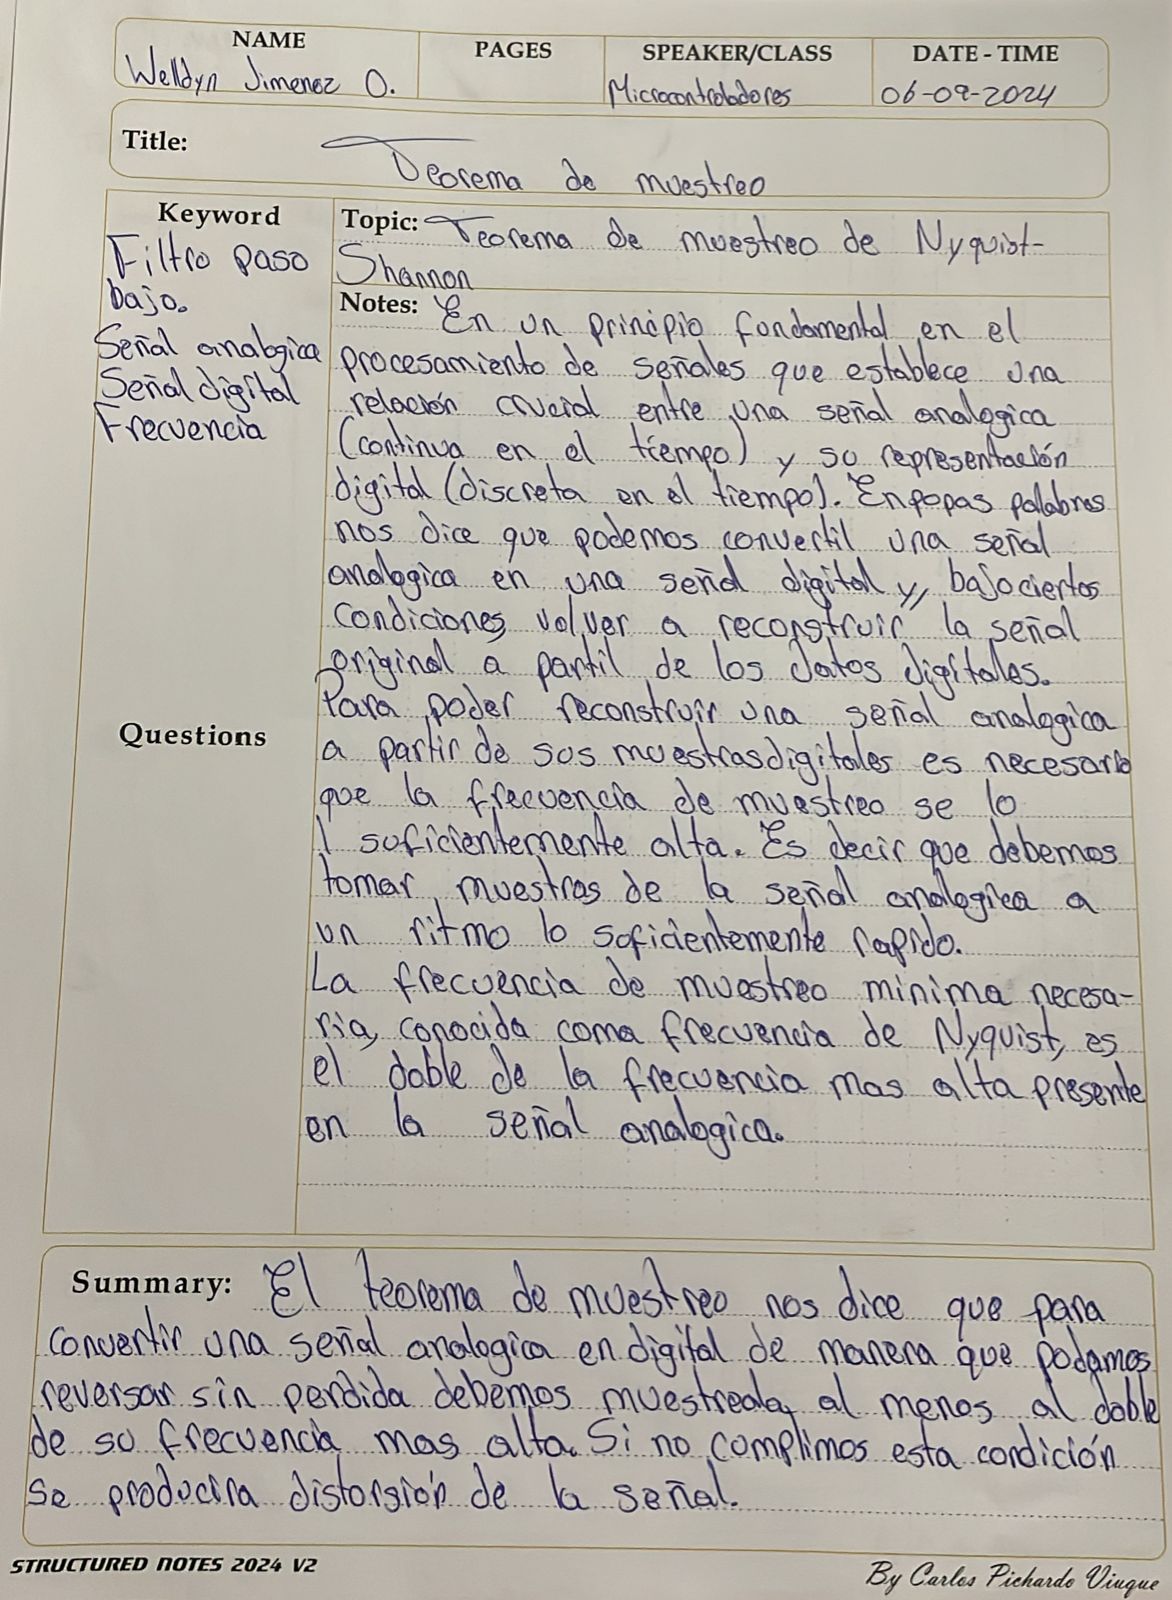 NAME
PAGES
SPEAKER/CLASS
DATE - TIME
Welldyn Jimenez O.
Microcontroladores
06-09-2024
Title:
Teorema de muestreo
Keyword
Filtro paso
bajo.
Señal analogica
Señal digital
Frecuencia
Questions
Topic: Teorema de muestreo de Nyquist-
Shannon
Notes: En un principio fundamental en el
procesamiento de señales que establece una
relación crucial entre una señal analogica
(continua en el tiempo) y su representación
digital (discreta en el tiempo). En popas palabras
nos dice que podemos convertil una señal
analogica en una señal digital y, bajo ciertos
condiciones volver a reconstruir la señal
original a partil de los datos digitales.
Para poder reconstruir una señal analogica
a partir de sus muestras digitales es necesario
que la frecuencia de muestreo se lo
suficientemente alta. Es decir que debemos
tomar muestras de la señal analogica a
un ritmo lo suficientemente rapido.
La frecuencia de muestreo minima necesa-
ria, conocida coma frecuencia de Nyquist, es
el doble de la frecuencia mas alta presente
en la señal analogica.
Summary: El teorema de muestreo nos dice que para
convertir una señal analogica en digital de manera que podamos
reversar sin perdida debemos al menos al doble
de su frecuencia mas alta. Si no complimos esta condición
se producira distorsión de la señal.
STRUCTURED NOTES 2024 V2
By Carlos Pichardo Viuque